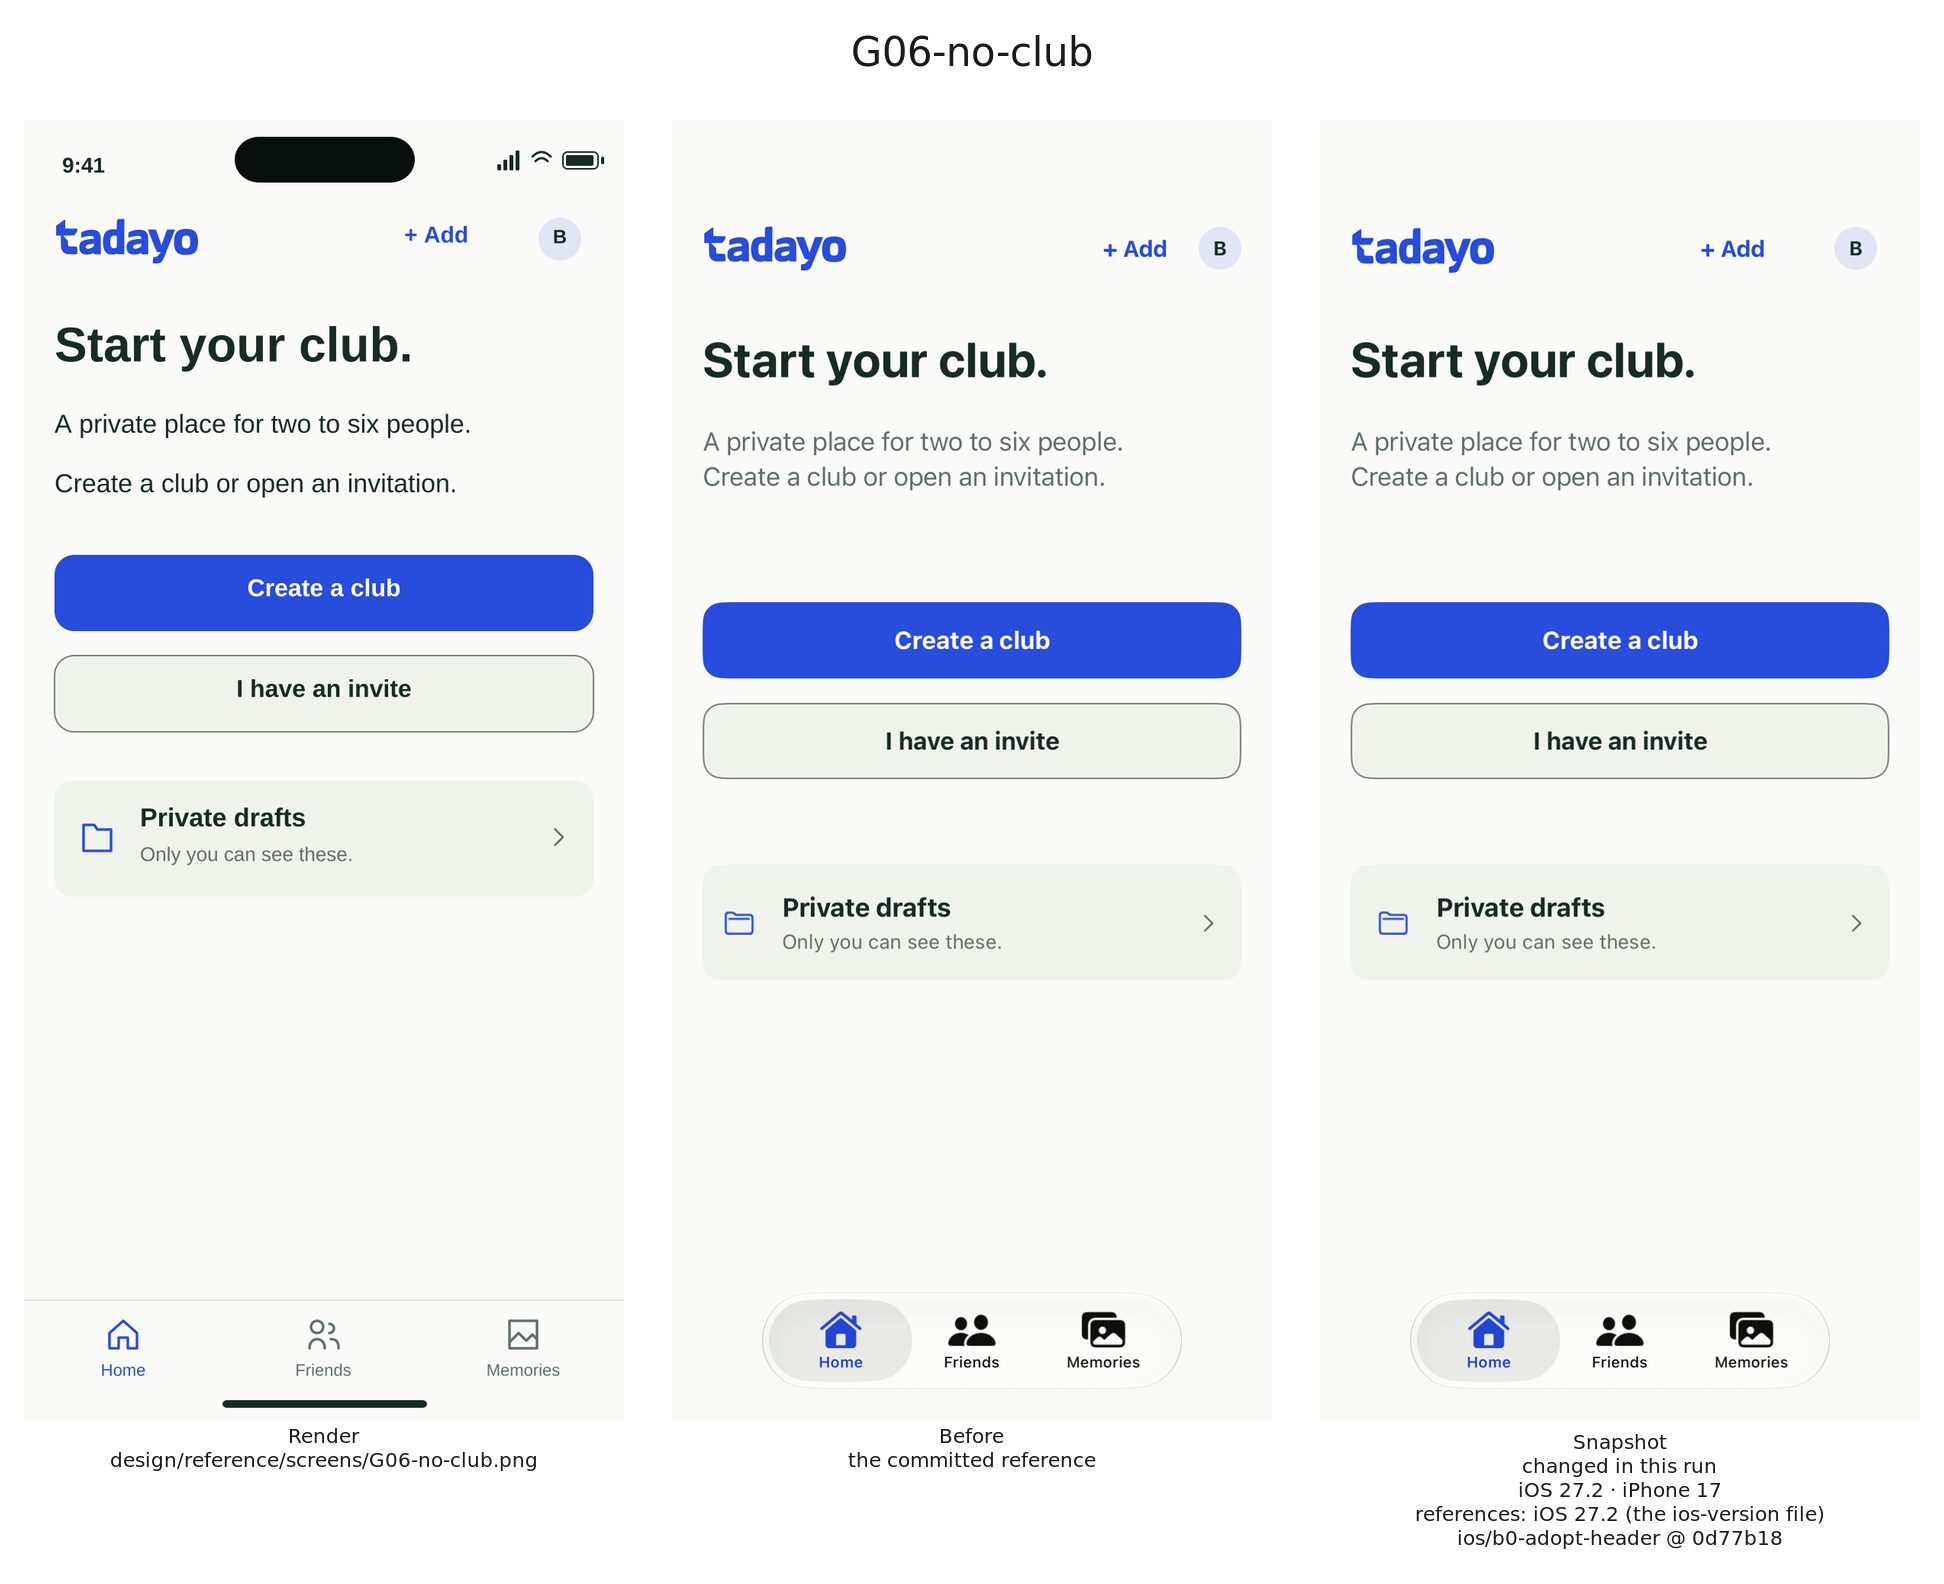 G06-no-club
9:41
tadayo
+ Add
B
Start your club.
A private place for two to six people.
Create a club or open an invitation.
Create a club
I have an invite
Private drafts
Only you can see these.
Home
Friends
Memories
Render
design/reference/screens/G06-no-club.png
tadayo
+ Add
B
Start your club.
A private place for two to six people.
Create a club or open an invitation.
Create a club
I have an invite
Private drafts
Only you can see these.
Home
Friends
Memories
Before
the committed reference
tadayo
+ Add
B
Start your club.
A private place for two to six people.
Create a club or open an invitation.
Create a club
I have an invite
Private drafts
Only you can see these.
Home
Friends
Memories
Snapshot
changed in this run
iOS 27.2 · iPhone 17
references: iOS 27.2 (the ios-version file)
ios/b0-adopt-header @ 0d77b18